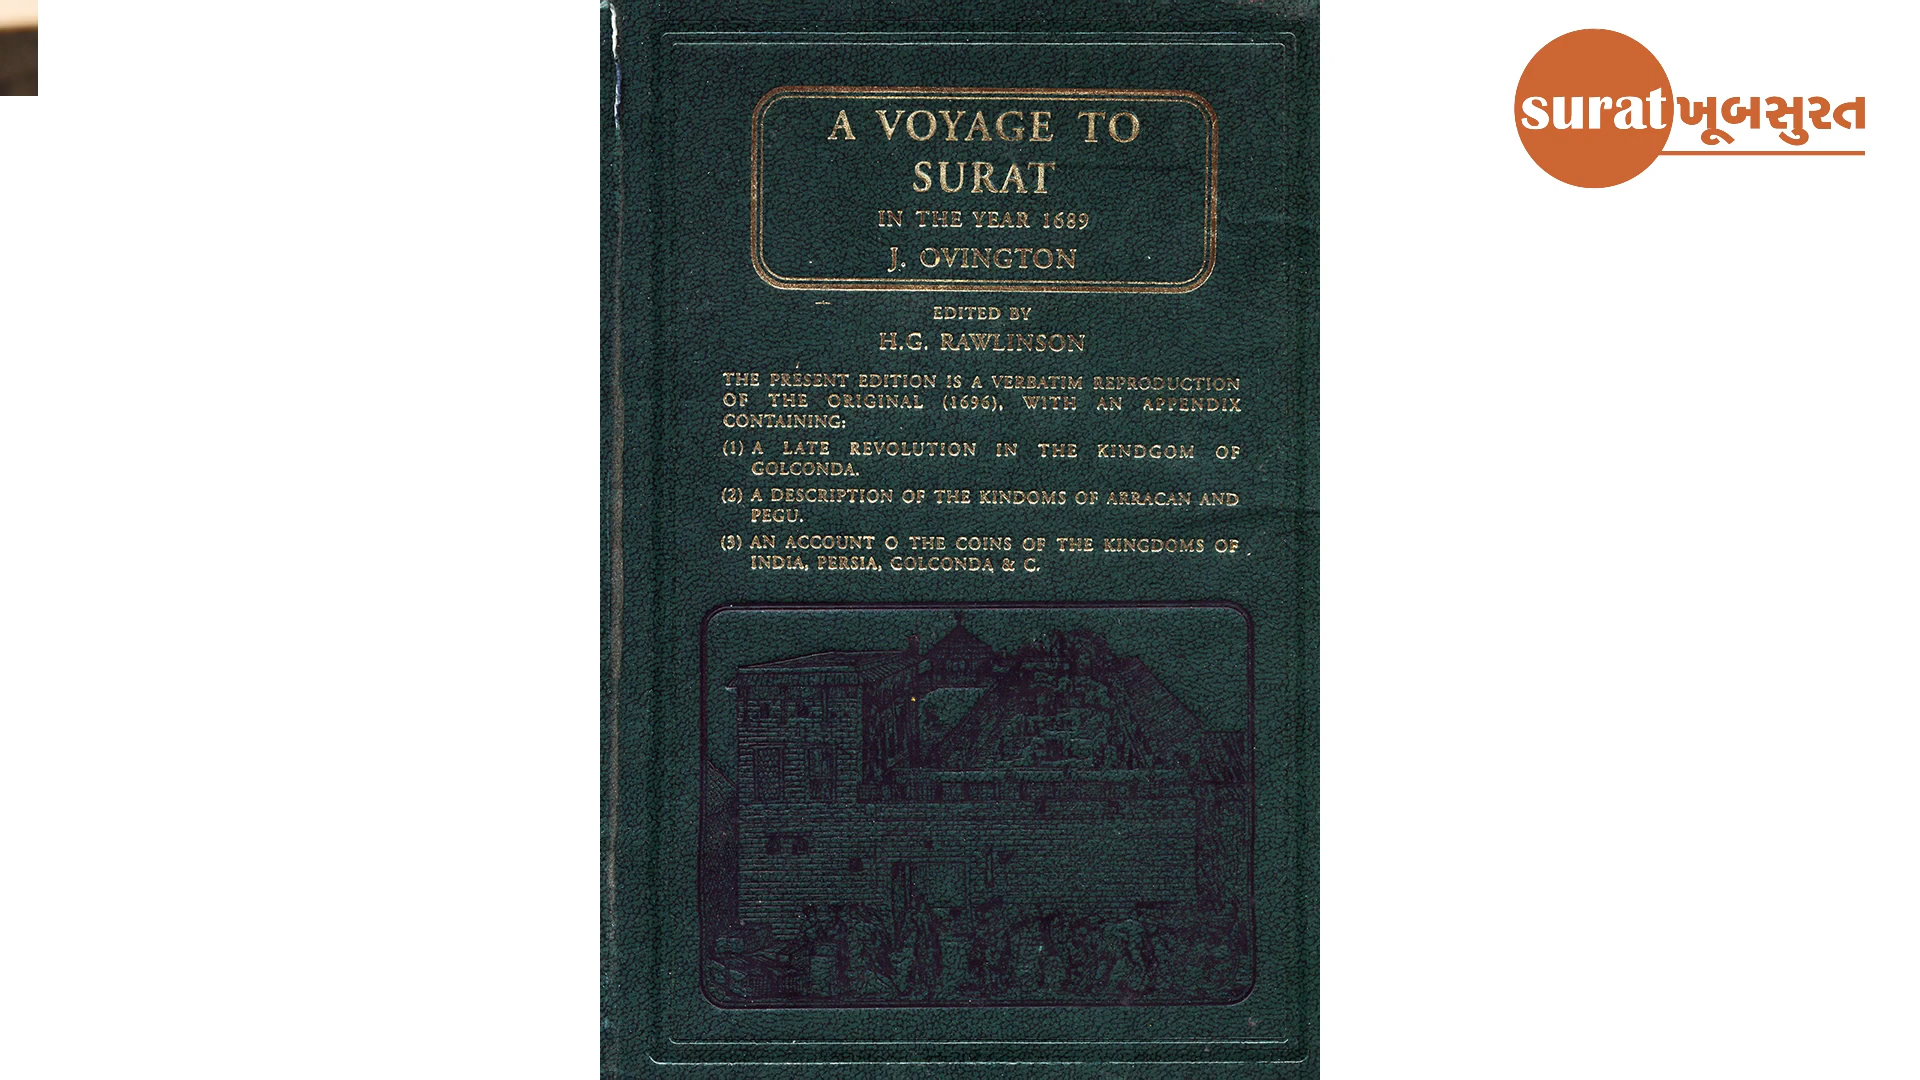 A VOYAGE TO
SURAT
IN THE YEAR 1689
J. OVINGTON
EDITED BY
H.G. RAWLINSON
THE PRESENT EDITION IS A VERBATIM REPRODUCTION
OF THE ORIGINAL (1696), WITH AN APPENDIX
CONTAINING:
(1) A LATE REVOLUTION IN THE KINDGOM OF
GOLCONDA.
(2) A DESCRIPTION OF THE KINDOMS OF ARRACAN AND
PEGU.
(3) AN ACCOUNT O THE COINS OF THE KINGDOMS OF
INDIA, PERSIA, GOLCONDA & C.
suratખૂબસુરત